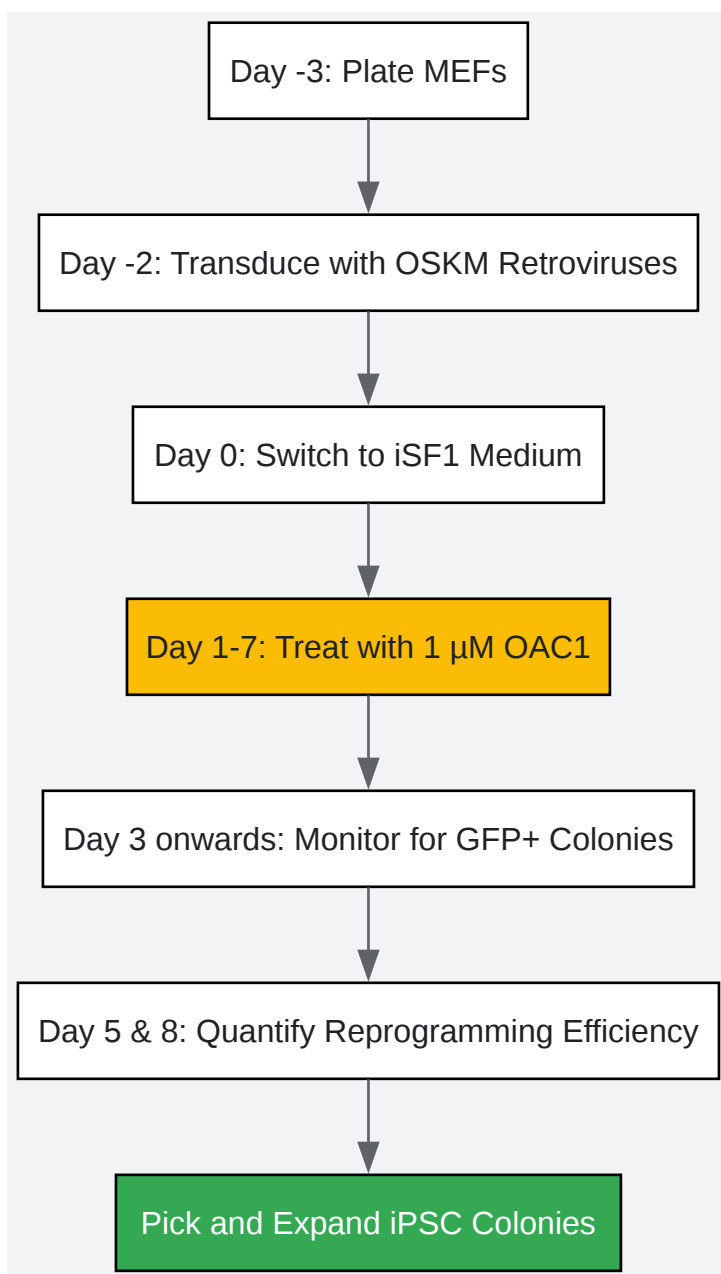 Day -3: Plate MEFs
Day -2: Transduce with OSKM Retroviruses
Day 0: Switch to iSF1 Medium
Day 1-7: Treat with 1 µM OAC1
Day 3 onwards: Monitor for GFP+ Colonies
Day 5 & 8: Quantify Reprogramming Efficiency
Pick and Expand iPSC Colonies